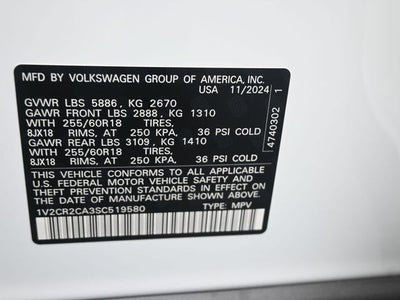 MFD BY VOLKSWAGEN GROUP OF AMERICA, INC.
USA 11/2024
GVWR LBS 5886 , KG 2670
GAWR FRONT LBS 2888 , KG 1310
WITH 255/60R18 TIRES,
8JX18 RIMS, AT 250 KPA. 36 PSI COLD
GAWR REAR LBS 3109 , KG 1410
WITH 255/60R18 TIRES,
8JX18 RIMS, AT 250 KPA. 36 PSI COLD
THIS VEHICLE CONFORMS TO ALL APPLICABLE
U.S. FEDERAL MOTOR VEHICLE SAFETY STANDARDS
IN EFFECT ON THE DATE OF MANUFACTURE
SHOWN ABOVE.
1V2CR2CA3SC519580 TYPE: MPV
4740302 1